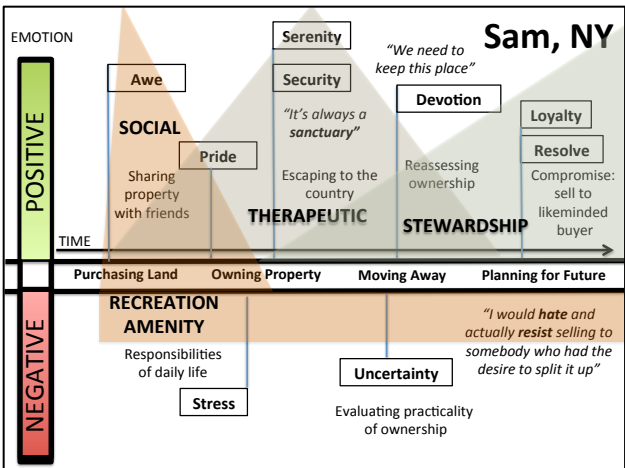 EMOTION
Sam, NY
POSITIVE
NEGATIVE
Serenity
Awe
Security
“We need to
keep this place”
Devotion
SOCIAL
“It’s always a
sanctuary”
Loyalty
Pride
Resolve
Sharing
property
with friends
Escaping to the
country
Reassessing
ownership
Compromise:
sell to
likeminded
buyer
THERAPEUTIC
STEWARDSHIP
TIME
Purchasing Land
Owning Property
Moving Away
Planning for Future
RECREATION
AMENITY
Responsibilities
of daily life
Stress
Uncertainty
Evaluating practicality
of ownership
“I would hate and
actually resist selling to
somebody who had the
desire to split it up”